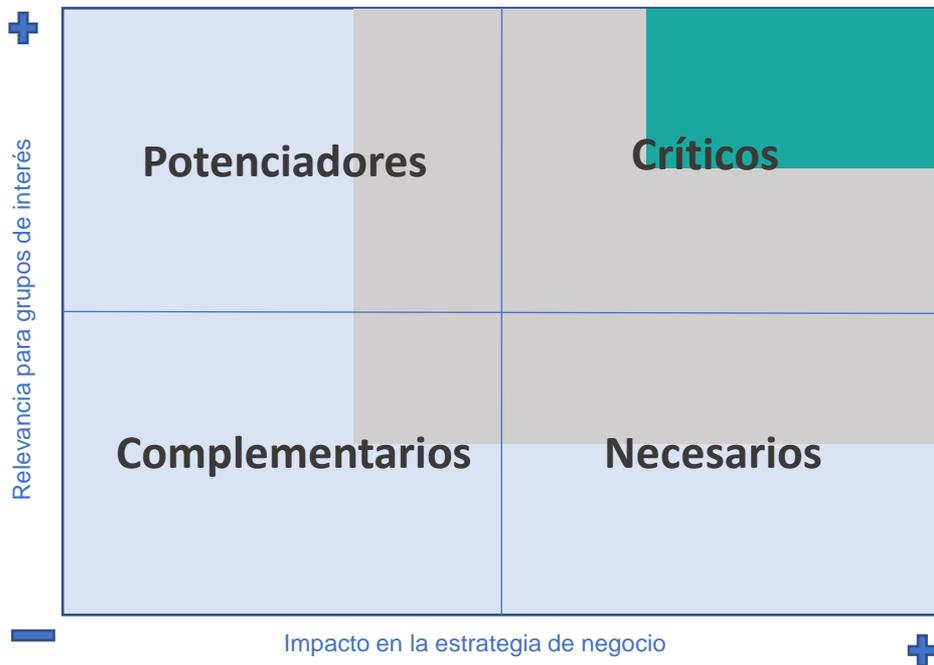 Potenciadores
Críticos
Relevancia para grupos de interés
Complementarios
Necesarios
Impacto en la estrategia de negocio